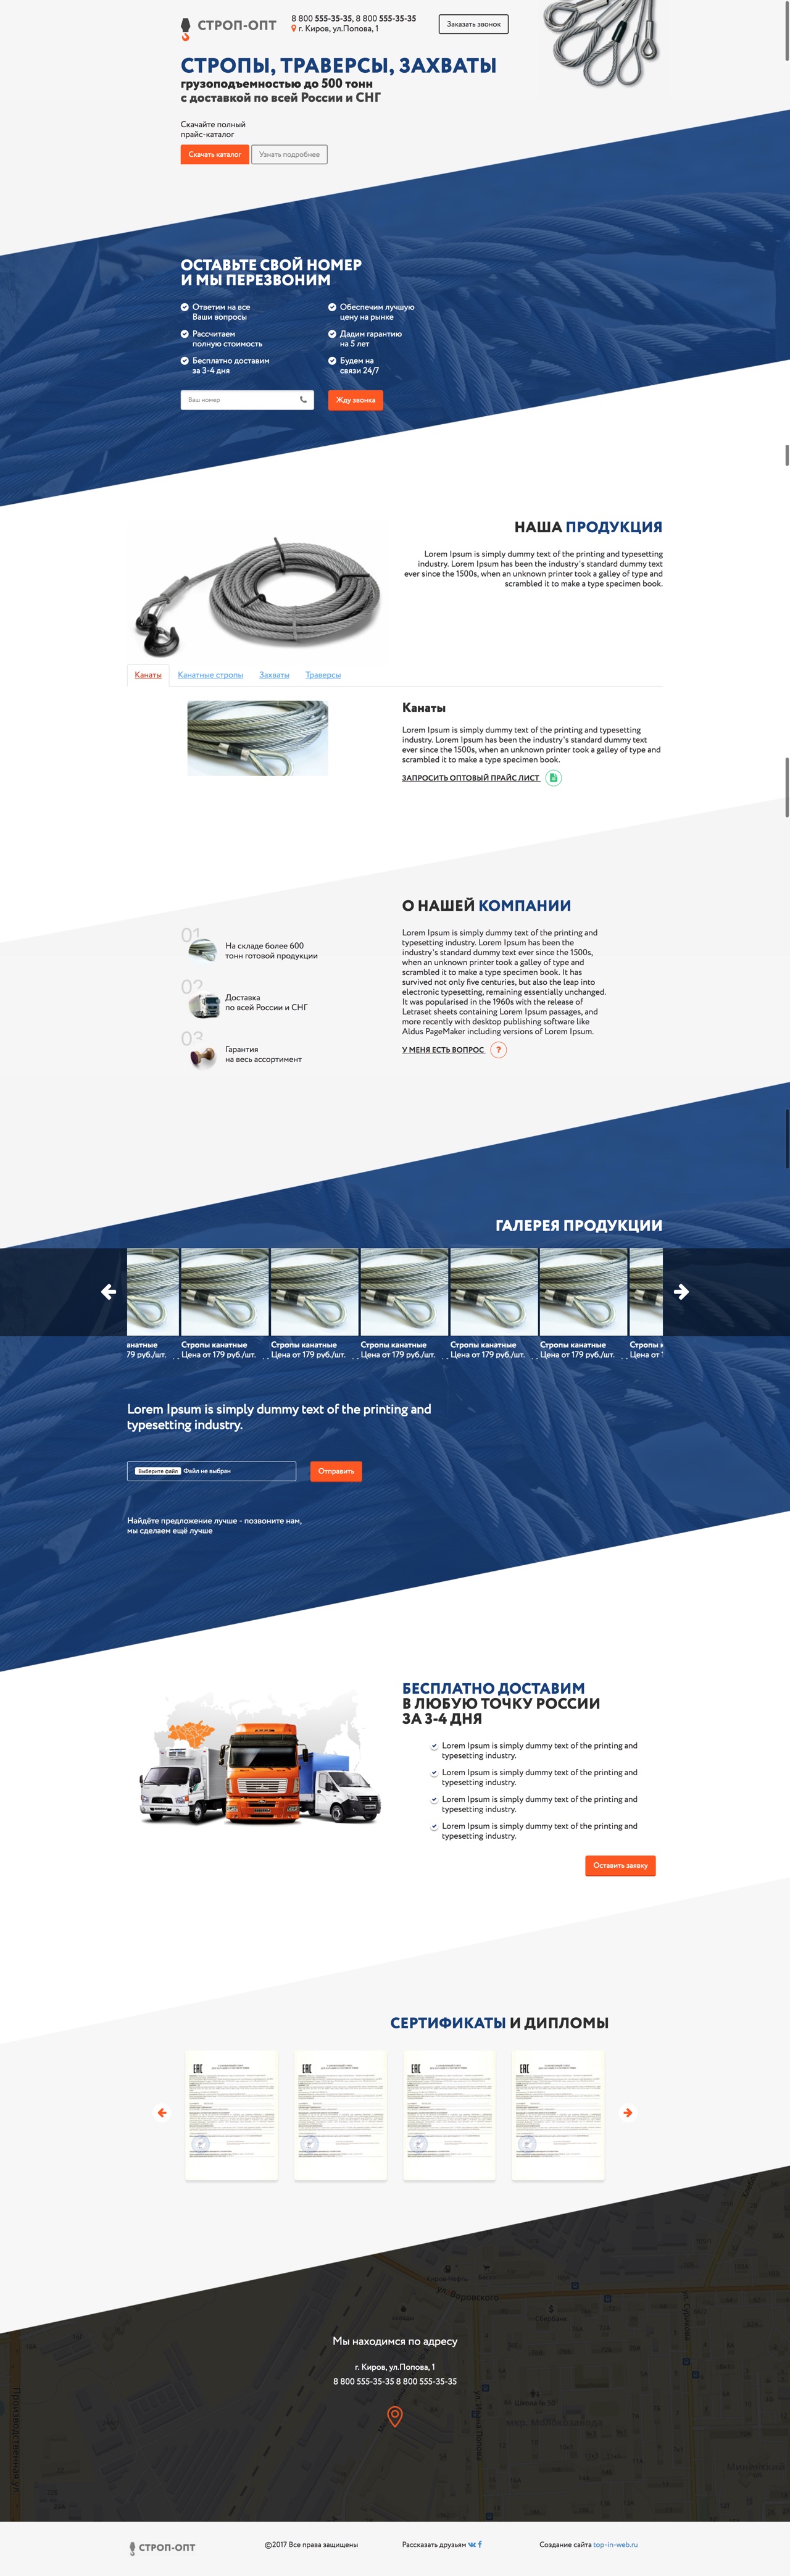 СТРОП-ОПТ
8 800 555-35-35, 8 800 555-35-35
г. Киров, ул.Попова, 1
Заказать звонок
СТРОПЫ, ТРАВЕРСЫ, ЗАХВАТЫ
грузоподъемностью до 500 тонн
с доставкой по всей России и СНГ
Скачайте полный
прайс-каталог
Скачать каталог
Узнать подробнее
ОСТАВЬТЕ СВОЙ НОМЕР
И МЫ ПЕРЕЗВОНИМ
Ответим на все
Ваши вопросы
Обеспечим лучшую
цену на рынке
Рассчитаем
полную стоимость
Дадим гарантию
на 5 лет
Бесплатно доставим
за 3-4 дня
Будем на
связи 24/7
Ваш номер
Жду звонка
НАША ПРОДУКЦИЯ
Lorem Ipsum is simply dummy text of the printing and typesetting
industry. Lorem Ipsum has been the industry's standard dummy text
ever since the 1500s, when an unknown printer took a galley of type and
scrambled it to make a type specimen book.
Канаты
Канатные стропы
Захваты
Траверсы
Канаты
Lorem Ipsum is simply dummy text of the printing and typesetting
industry. Lorem Ipsum has been the industry's standard dummy text
ever since the 1500s, when an unknown printer took a galley of type and
scrambled it to make a type specimen book.
ЗАПРОСИТЬ ОПТОВЫЙ ПРАЙС ЛИСТ
О НАШЕЙ КОМПАНИИ
01
На складе более 600
тонн готовой продукции
02
Доставка
по всей России и СНГ
03
Гарантия
на весь ассортимент
Lorem Ipsum is simply dummy text of the printing and
typesetting industry. Lorem Ipsum has been the
industry's standard dummy text ever since the 1500s,
when an unknown printer took a galley of type and
scrambled it to make a type specimen book. It has
survived not only five centuries, but also the leap into
electronic typesetting, remaining essentially unchanged.
It was popularised in the 1960s with the release of
Letraset sheets containing Lorem Ipsum passages, and
more recently with desktop publishing software like
Aldus PageMaker including versions of Lorem Ipsum.
У МЕНЯ ЕСТЬ ВОПРОС ?
ГАЛЕРЕЯ ПРОДУКЦИИ
анатные
79 руб./шт.
Стропы канатные
Цена от 179 руб./шт.
Стропы канатные
Цена от 179 руб./шт.
Стропы канатные
Цена от 179 руб./шт.
Стропы канатные
Цена от 179 руб./шт.
Стропы канатные
Цена от 179 руб./шт.
Стропы к
Цена от 1
Lorem Ipsum is simply dummy text of the printing and
typesetting industry.
Выберите файл Файл не выбран
Отправить
Найдёте предложение лучше - позвоните нам,
мы сделаем ещё лучше
БЕСПЛАТНО ДОСТАВИМ
В ЛЮБУЮ ТОЧКУ РОССИИ
ЗА 3-4 ДНЯ
Lorem Ipsum is simply dummy text of the printing and
typesetting industry.
Lorem Ipsum is simply dummy text of the printing and
typesetting industry.
Lorem Ipsum is simply dummy text of the printing and
typesetting industry.
Lorem Ipsum is simply dummy text of the printing and
typesetting industry.
Оставить заявку
СЕРТИФИКАТЫ И ДИПЛОМЫ
EAC
EAC
EAC
EAC
Мы находимся по адресу
г. Киров, ул.Попова, 1
8 800 555-35-35 8 800 555-35-35
СТРОП-ОПТ
©2017 Все права защищены
Рассказать друзьям
Создание сайта top-in-web.ru